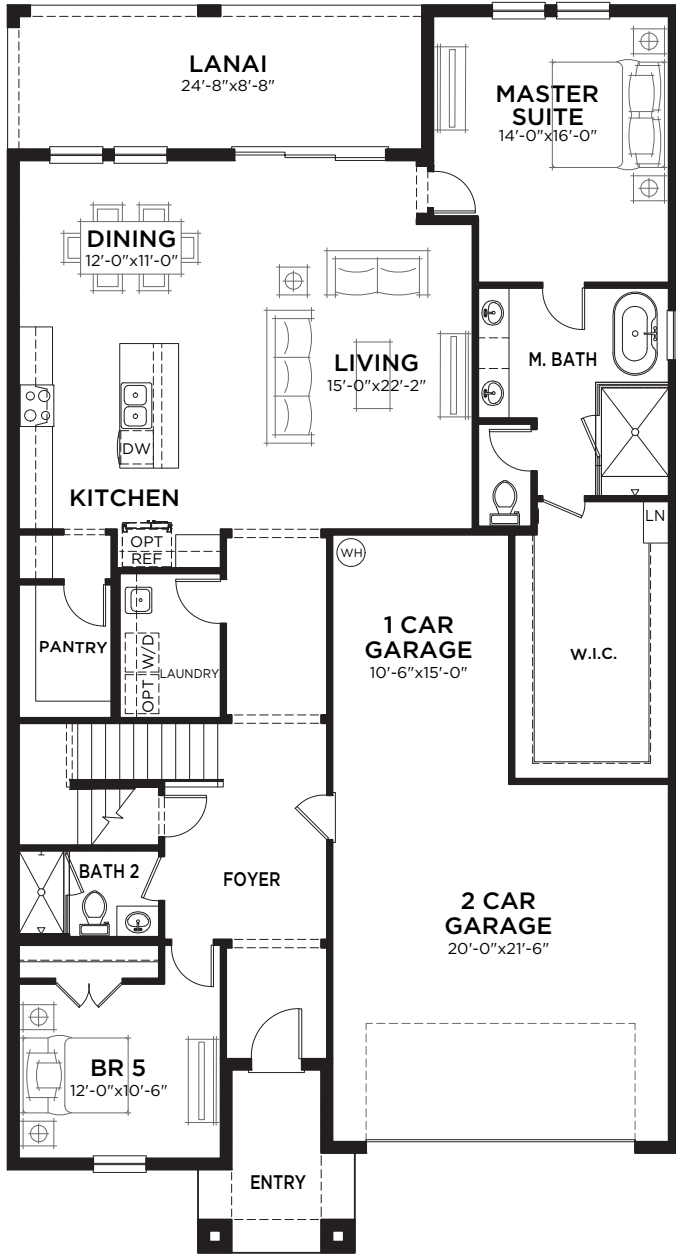 LANAI
24'-8"x8'-8"
MASTER
SUITE
14'-0"x16'-0"
DINING
12'-0"x11'-0"
LIVING
15'-0"x22'-2"
M. BATH
DW
KITCHEN
OPT
REF
WH
LN
1 CAR
GARAGE
10'-6"x15'-0"
PANTRY
OPT W/D
LAUNDRY
W.I.C.
BATH 2
FOYER
2 CAR
GARAGE
20'-0"x21'-6"
BR 5
12'-0"x10'-6"
ENTRY